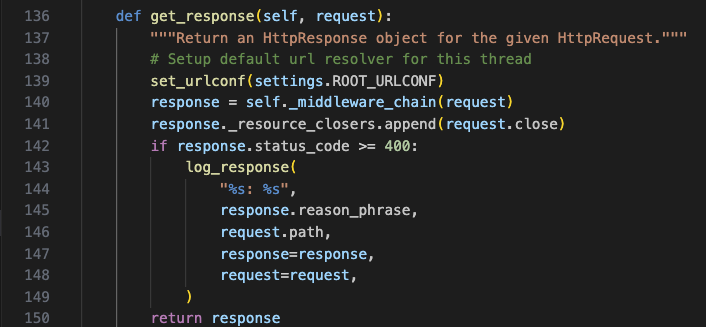 136 def get_response(self, request):
137 """Return an HttpResponse object for the given HttpRequest."""
138 # Setup default url resolver for this thread
139 set_urlconf(settings.ROOT_URLCONF)
140 response = self._middleware_chain(request)
141 response._resource_closers.append(request.close)
142 if response.status_code >= 400:
143 log_response(
144 "%s: %s",
145 response.reason_phrase,
146 request.path,
147 response=response,
148 request=request,
149 )
150 return response